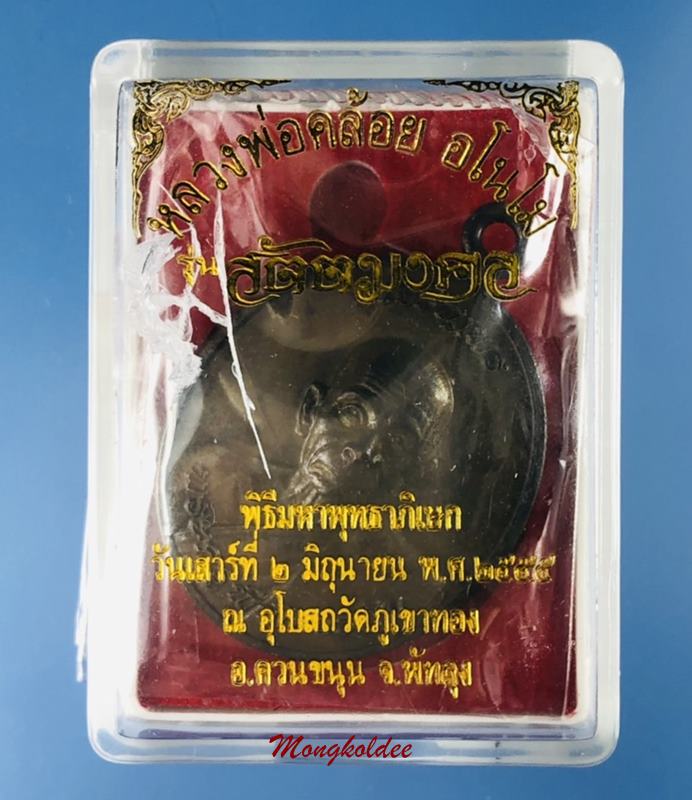 หลวงพ่อคล้อย อโนโม
รุ่น สัตตมงคล
พิธีมหาพุทธาภิเษก
วันเสาร์ที่ ๒ มิถุนายน พ.ศ.๒๕๕๕
ณ อุโบสถวัดภูเขาทอง
อ.ควนขนุน จ.พัทลุง
Mongkoldee